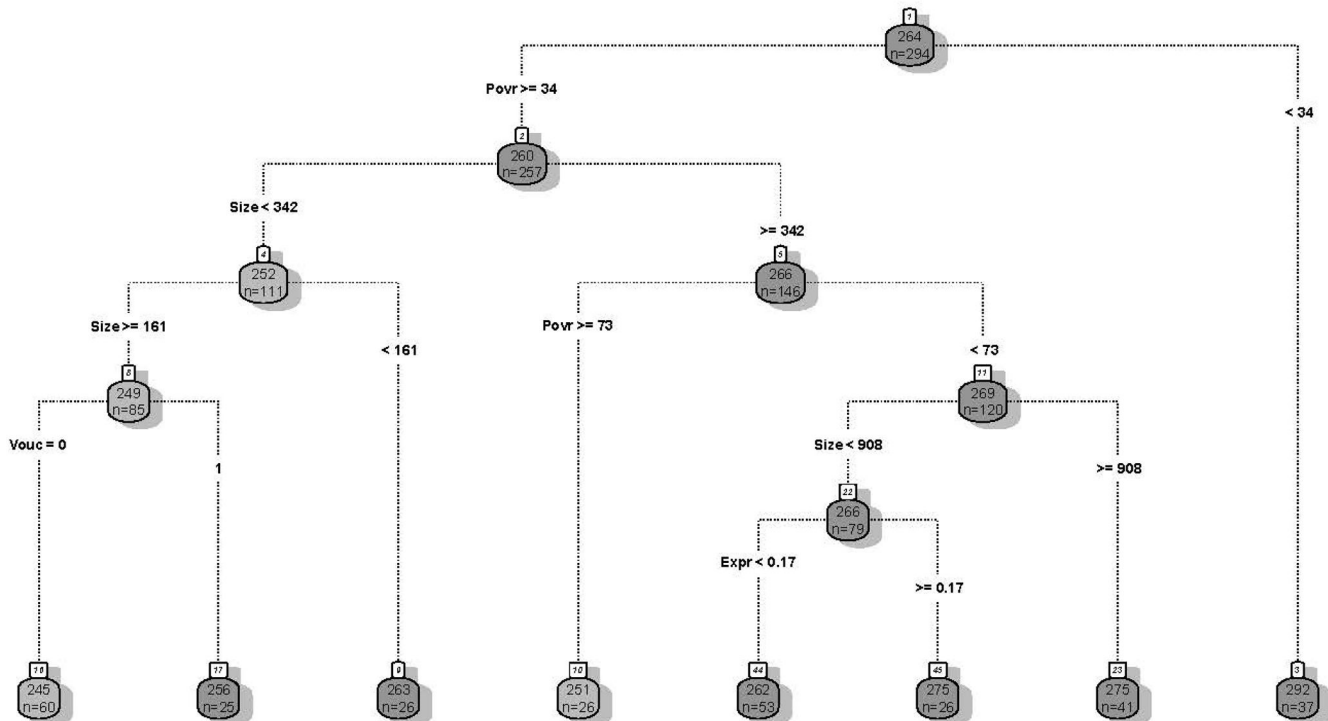 1
264
n=294
Povr >= 34
< 34
2
260
n=257
Size < 342
>= 342
4
252
n=111
5
266
n=146
Size >= 161
< 161
Povr >= 73
< 73
8
249
n=85
11
269
n=120
Vouc = 0
1
Size < 908
>= 908
22
266
n=79
Expr < 0.17
>= 0.17
16
245
n=60
17
256
n=25
9
263
n=26
10
251
n=26
44
262
n=53
45
275
n=26
23
275
n=41
3
292
n=37